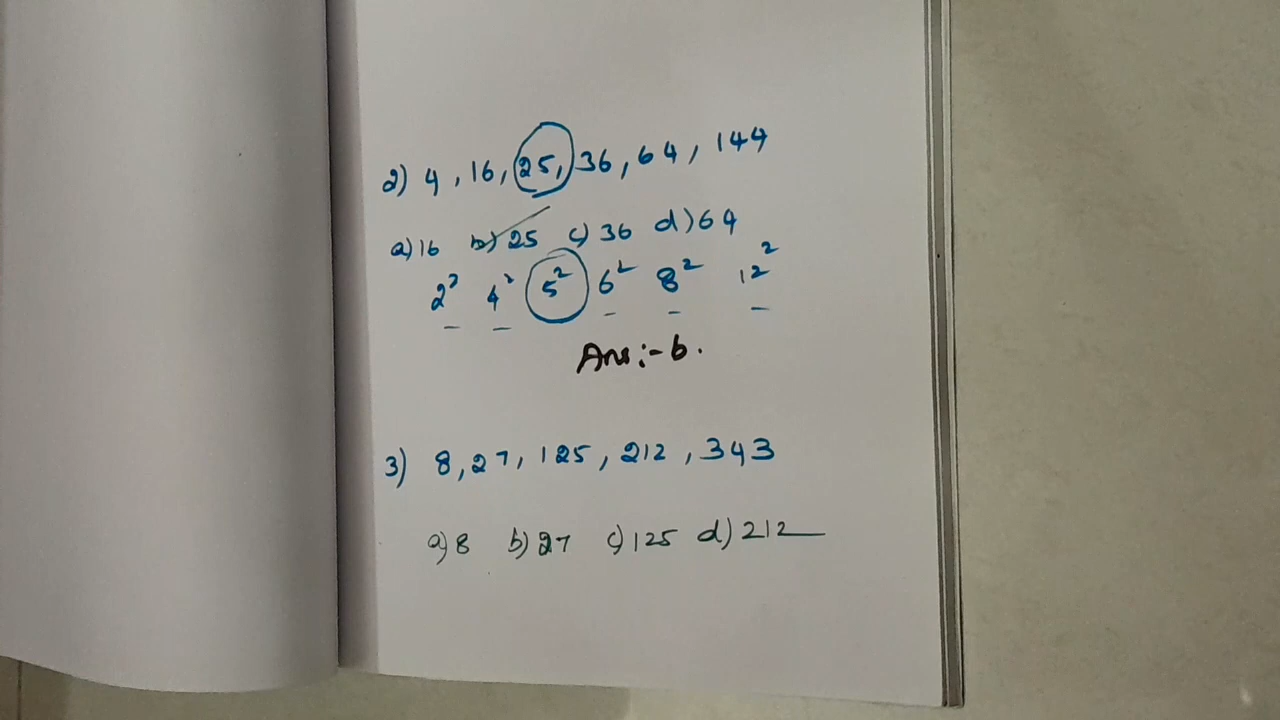 2) 4, 16, 25, 36, 64, 144
a) 16 b) 25 c) 36 d) 64
2² 4² 5² 6² 8² 12²
Ans:- b.
3) 8, 27, 125, 212, 343
a) 8 b) 27 c) 125 d) 212